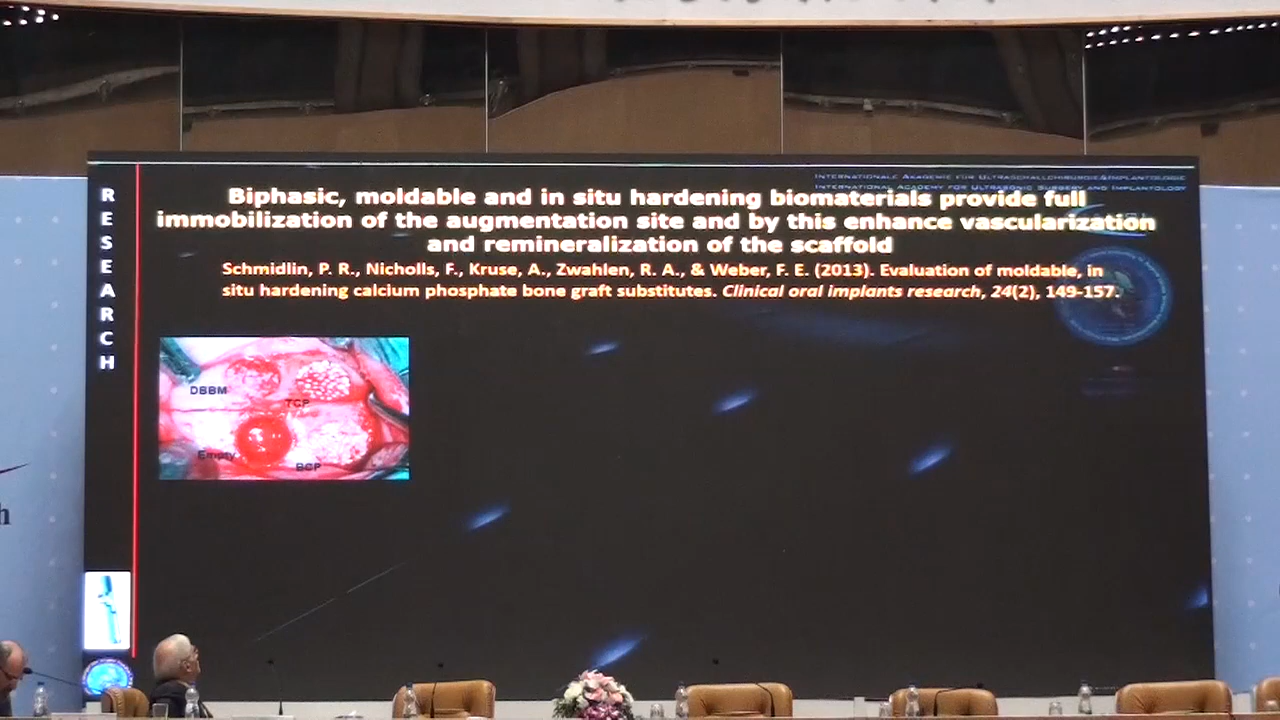 INTERNATIONALE AKADEMIE FÜR ULTRASCHALLCHIRURGIE&IMPLANTOLOGIE
INTERNATIONAL ACADEMY FOR ULTRASONIC SURGERY AND IMPLANTOLOGY
RESEARCH
Biphasic, moldable and in situ hardening biomaterials provide full
immobilization of the augmentation site and by this enhance vascularization
and remineralization of the scaffold
Schmidlin, P. R., Nicholls, F., Kruse, A., Zwahlen, R. A., & Weber, F. E. (2013). Evaluation of moldable, in
situ hardening calcium phosphate bone graft substitutes. Clinical oral implants research, 24(2), 149-157.
DBBM
TCP
Empty
BCP
h